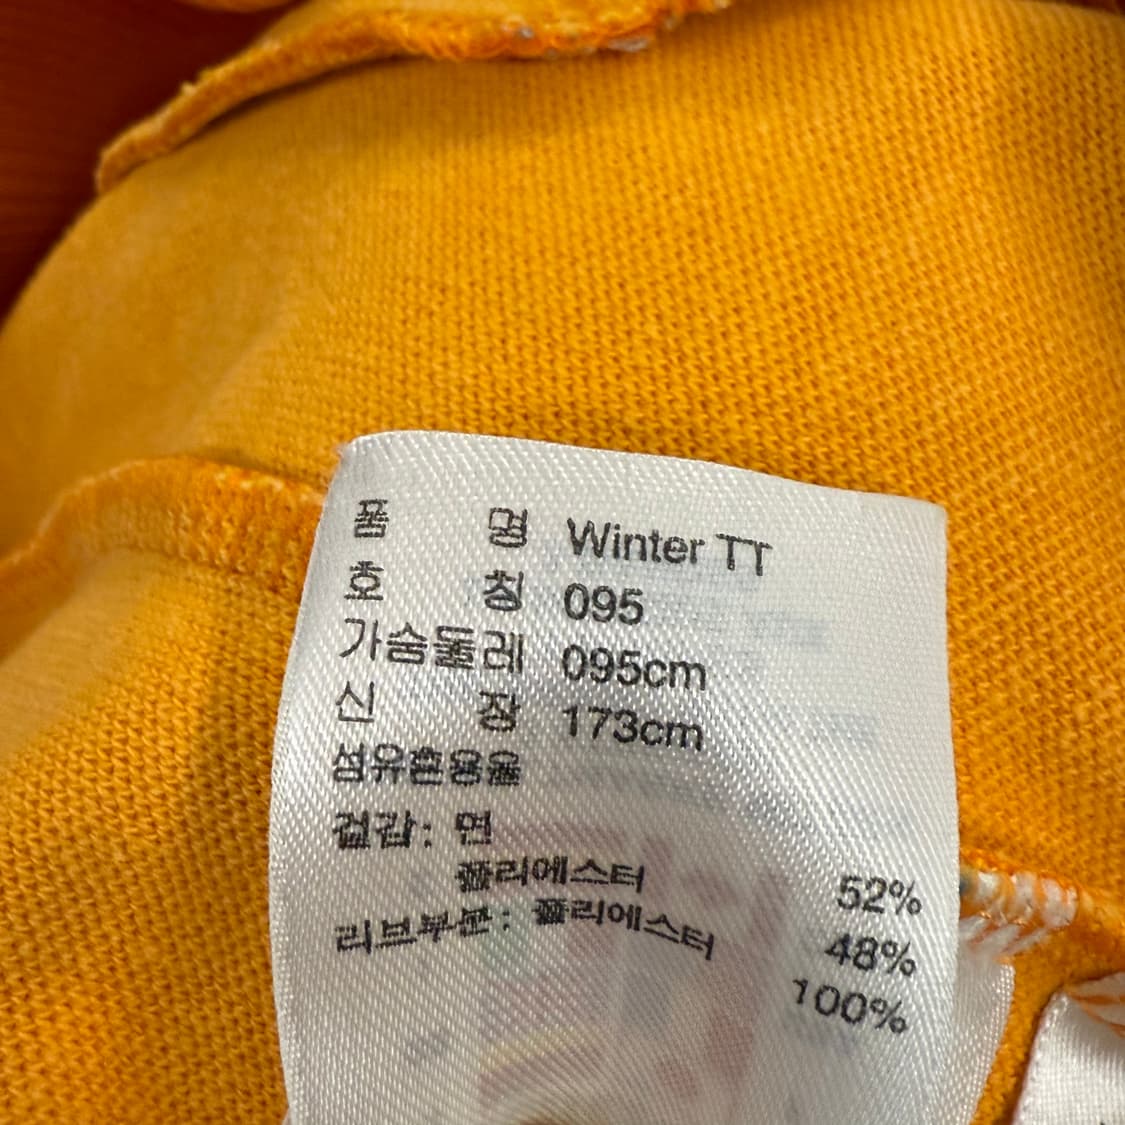 품 명 Winter TT
호 칭 095
가슴둘레 095cm
신 장 173cm
섬유혼용율
겉감: 면 52%
폴리에스터 48%
리브부분: 폴리에스터 100%